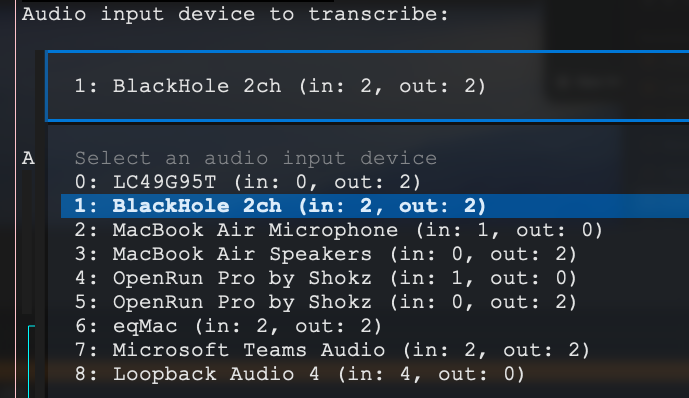 Audio input device to transcribe:
1: BlackHole 2ch (in: 2, out: 2)
A
Select an audio input device
0: LC49G95T (in: 0, out: 2)
1: BlackHole 2ch (in: 2, out: 2)
2: MacBook Air Microphone (in: 1, out: 0)
3: MacBook Air Speakers (in: 0, out: 2)
4: OpenRun Pro by Shokz (in: 1, out: 0)
5: OpenRun Pro by Shokz (in: 0, out: 2)
6: eqMac (in: 2, out: 2)
7: Microsoft Teams Audio (in: 2, out: 2)
8: Loopback Audio 4 (in: 4, out: 0)